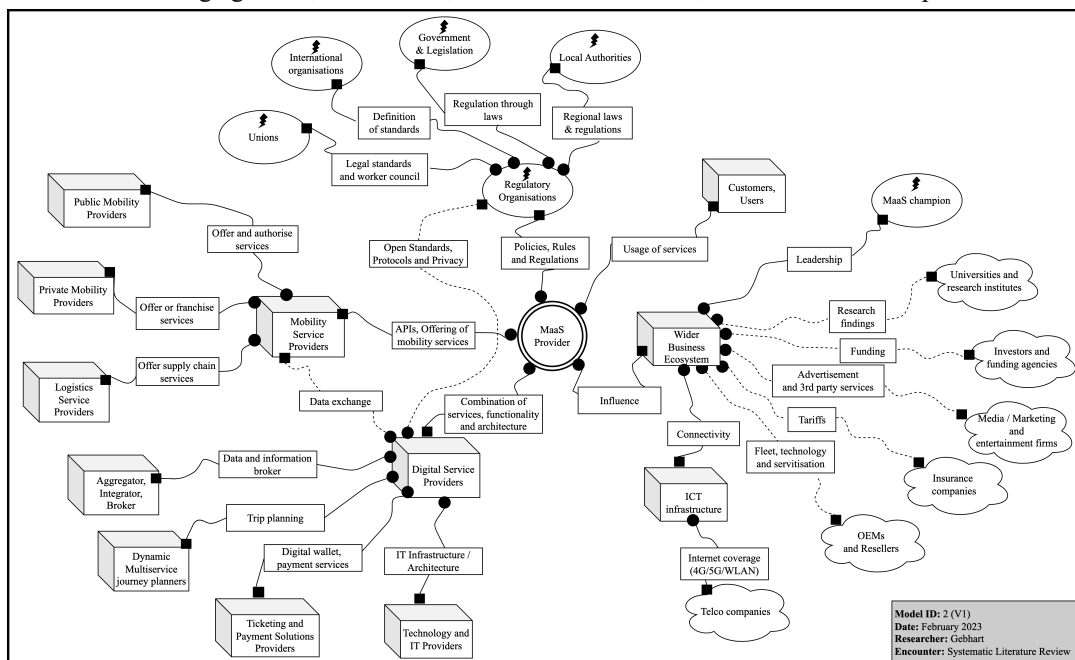 Government
& Legislation
International
organisations
Local Authorities
Unions
Definition
of standards
Regulation through
laws
Regional laws
& regulations
Legal standards
and worker council
Regulatory
Organisations
Customers,
Users
MaaS champion
Public Mobility
Providers
Offer and authorise
services
Open Standards,
Protocols and Privacy
Policies, Rules
and Regulations
Usage of services
Leadership
Universities and
research institutes
Private Mobility
Providers
Offer or franchise
services
Mobility
Service
Providers
APIs, Offering of
mobility services
MaaS
Provider
Wider
Business
Ecosystem
Research
findings
Funding
Investors and
funding agencies
Logistics
Service
Providers
Offer supply chain
services
Data exchange
Combination of
services, functionality
and architecture
Influence
Advertisement
and 3rd party services
Tariffs
Media / Marketing
and
entertainment firms
Connectivity
Fleet, technology
and servitisation
Aggregator,
Integrator,
Broker
Data and information
broker
Digital Service
Providers
ICT
infrastructure
Insurance
companies
Trip planning
Dynamic
Multiservice
journey planners
Digital wallet,
payment services
IT Infrastructure /
Architecture
OEMs
and Resellers
Internet coverage
(4G/5G/WLAN)
Telco companies
Ticketing and
Payment Solutions
Providers
Technology and
IT Providers
Model ID: 2 (V1)
Date: February 2023
Researcher: Gebhart
Encounter: Systematic Literature Review